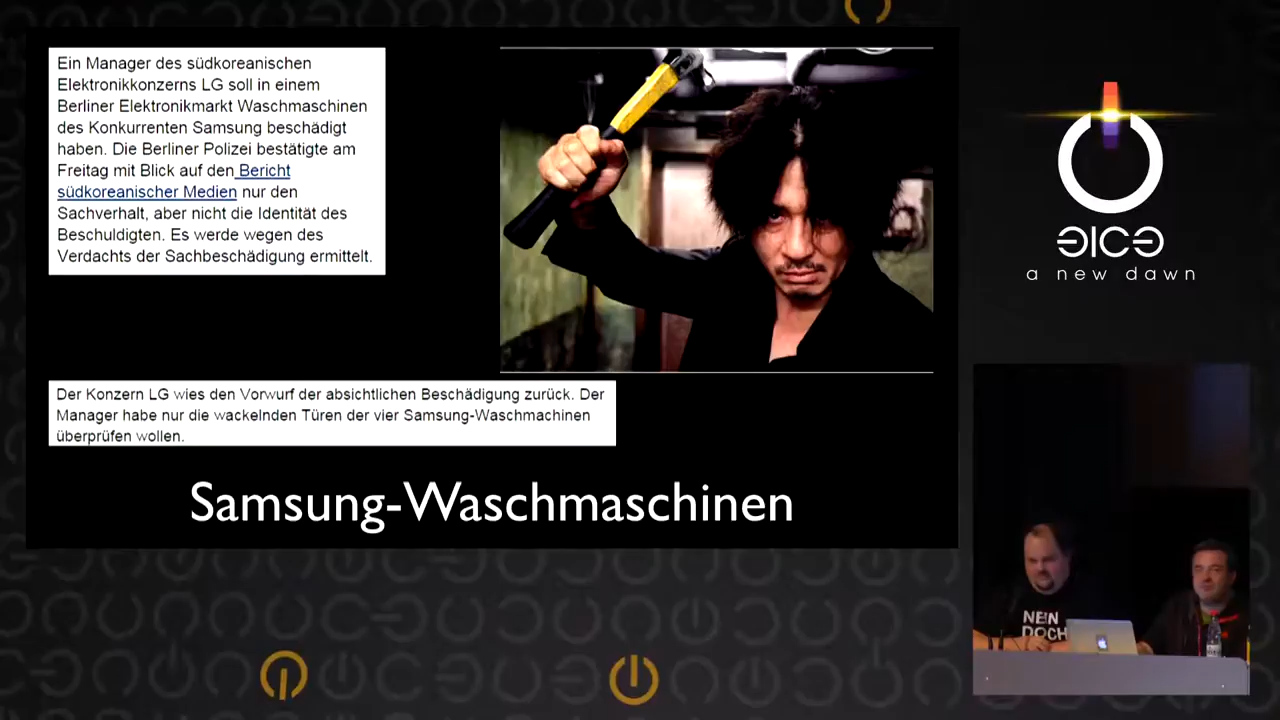 Ein Manager des südkoreanischen
Elektronikkonzerns LG soll in einem
Berliner Elektronikmarkt Waschmaschinen
des Konkurrenten Samsung beschädigt
haben. Die Berliner Polizei bestätigte am
Freitag mit Blick auf den Bericht
südkoreanischer Medien nur den
Sachverhalt, aber nicht die Identität des
Beschuldigten. Es werde wegen des
Verdachts der Sachbeschädigung ermittelt.
Der Konzern LG wies den Vorwurf der absichtlichen Beschädigung zurück. Der
Manager habe nur die wackelnden Türen der vier Samsung-Waschmachinen
überprüfen wollen.
Samsung-Waschmaschinen
a new dawn
NEIN
DOCH